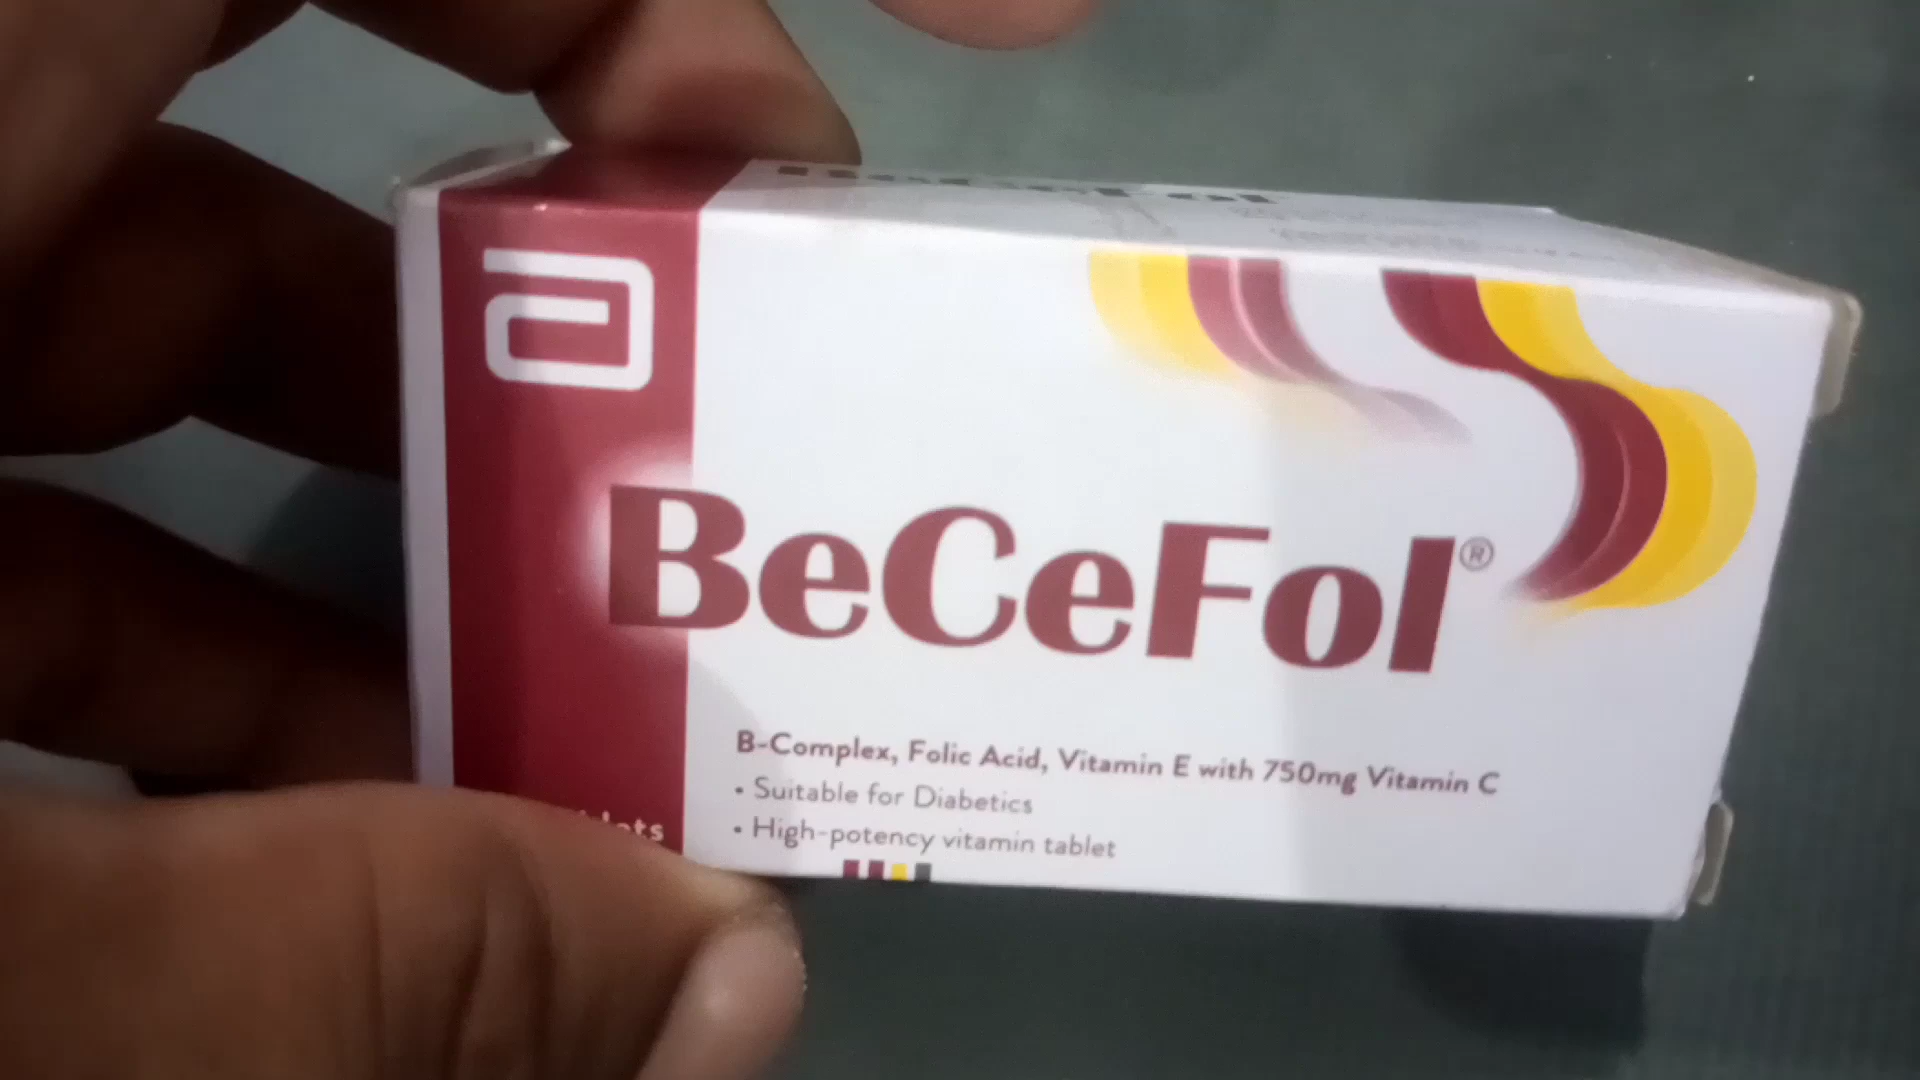 BeCeFol®
B-Complex, Folic Acid, Vitamin E with 750mg Vitamin C
• Suitable for Diabetics
• High-potency vitamin tablet